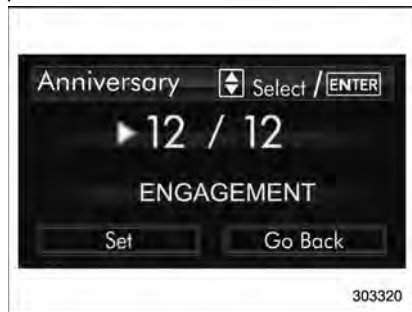 Anniversary Select / ENTER
12 / 12
ENGAGEMENT
Set Go Back
303320